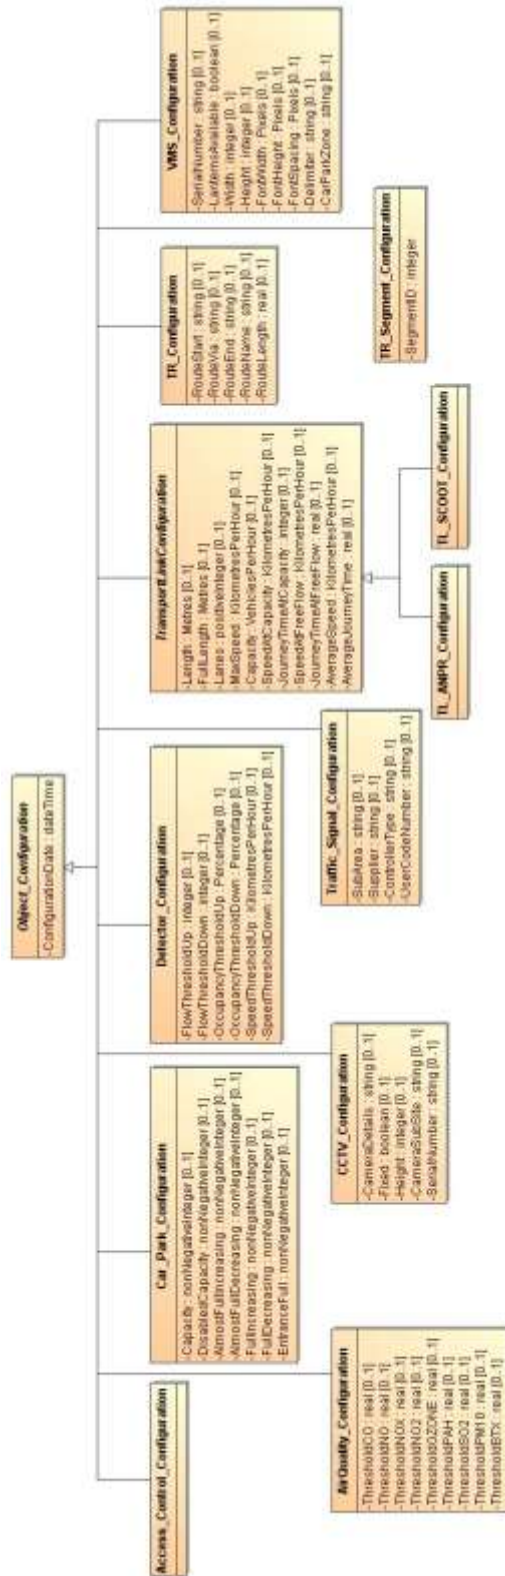 Object_Configuration
-ConfigurationDate : dateTime
Access_Control_Configuration
Car_Park_Configuration
-Capacity : nonNegativeInteger [0..1]
-DisabledCapacity : nonNegativeInteger [0..1]
-AlmostFullIncreasing : nonNegativeInteger [0..1]
-AlmostFullDecreasing : nonNegativeInteger [0..1]
-FullIncreasing : nonNegativeInteger [0..1]
-FullDecreasing : nonNegativeInteger [0..1]
-EntranceFull : nonNegativeInteger [0..1]
Detector_Configuration
-FlowThresholdUp : integer [0..1]
-FlowThresholdDown : integer [0..1]
-OccupancyThresholdUp : Percentage [0..1]
-OccupancyThresholdDown : Percentage [0..1]
-SpeedThresholdUp : KilometresPerHour [0..1]
-SpeedThresholdDown : KilometresPerHour [0..1]
TransportLinkConfiguration
-Length : Metres [0..1]
-FullLength : Metres [0..1]
-Lanes : positiveInteger [0..1]
-MaxSpeed : KilometresPerHour [0..1]
-Capacity : VehiclesPerHour [0..1]
-SpeedAtCapacity : KilometresPerHour [0..1]
-JourneyTimeAtCapacity : integer [0..1]
-SpeedAtFreeFlow : KilometresPerHour [0..1]
-JourneyTimeAtFreeFlow : real [0..1]
-AverageSpeed : KilometresPerHour [0..1]
-AverageJourneyTime : real [0..1]
TR_Configuration
-RouteStart : string [0..1]
-RouteVia : string [0..1]
-RouteEnd : string [0..1]
-RouteName : string [0..1]
-RouteLength : real [0..1]
VMS_Configuration
-SerialNumber : string [0..1]
-LanternsAvailable : boolean [0..1]
-Width : integer [0..1]
-Height : integer [0..1]
-FontWidth : Pixels [0..1]
-FontHeight : Pixels [0..1]
-FontSpacing : Pixels [0..1]
-Delimiter : string [0..1]
-CarParkZone : string [0..1]
AirQuality_Configuration
-ThresholdCO : real [0..1]
-ThresholdNO : real [0..1]
-ThresholdNOX : real [0..1]
-ThresholdNO2 : real [0..1]
-ThresholdOZONE : real [0..1]
-ThresholdPAH : real [0..1]
-ThresholdSO2 : real [0..1]
-ThresholdPM10 : real [0..1]
-ThresholdBTX : real [0..1]
CCTV_Configuration
-CameraDetails : string [0..1]
-Fixed : boolean [0..1]
-Height : integer [0..1]
-CameraSubSite : string [0..1]
-SerialNumber : string [0..1]
Traffic_Signal_Configuration
-SubArea : string [0..1]
-Supplier : string [0..1]
-ControllerType : string [0..1]
-UserCodeNumber : string [0..1]
TL_ANPR_Configuration
TL_SCOOT_Configuration
TR_Segment_Configuration
-SegmentID : integer